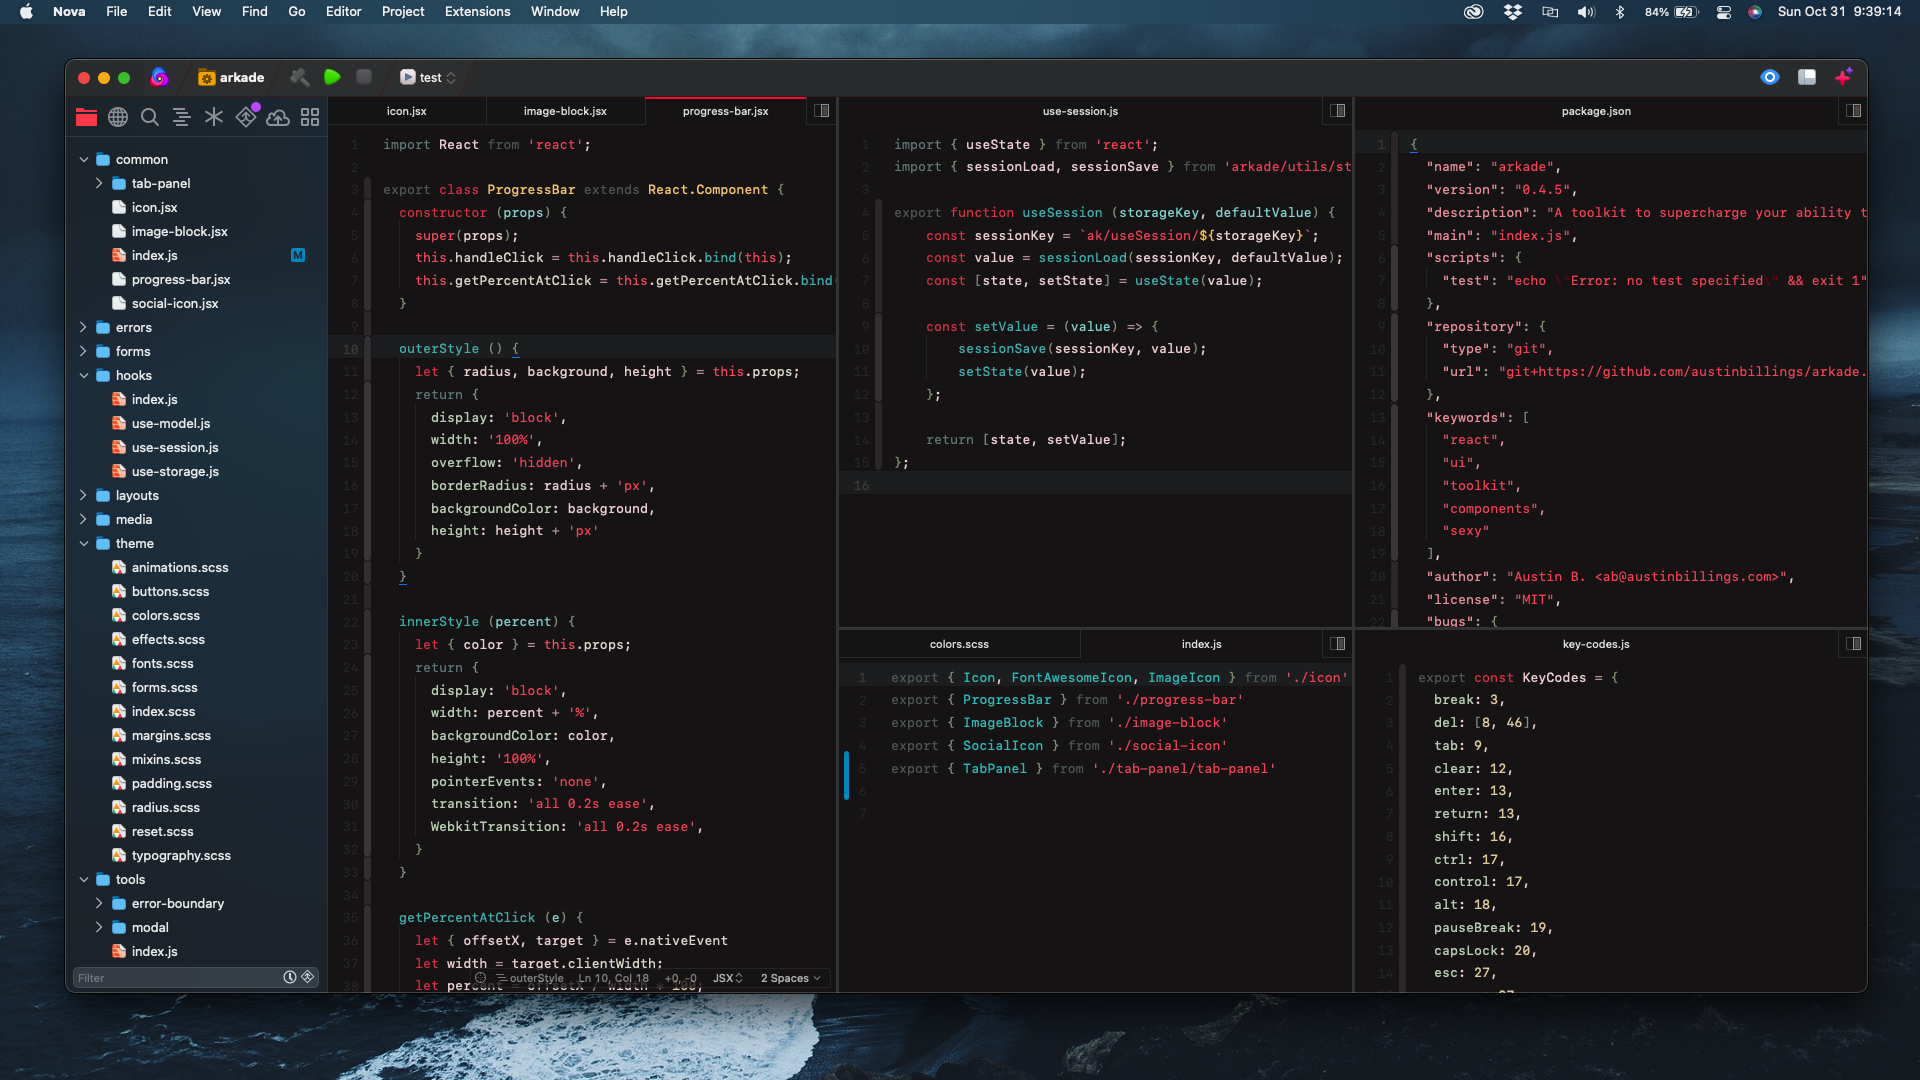 Nova File Edit View Find Go Editor Project Extensions Window Help
84% Sun Oct 31 9:39:14
arkade
test
common
tab-panel
icon.jsx
image-block.jsx
index.js M
progress-bar.jsx
social-icon.jsx
errors
forms
hooks
index.js
use-model.js
use-session.js
use-storage.js
layouts
media
theme
animations.scss
buttons.scss
colors.scss
effects.scss
fonts.scss
forms.scss
index.scss
margins.scss
mixins.scss
padding.scss
radius.scss
reset.scss
typography.scss
tools
error-boundary
modal
index.js
Filter
icon.jsx image-block.jsx progress-bar.jsx
1 import React from 'react';
2
3 export class ProgressBar extends React.Component {
4 constructor (props) {
5 super(props);
6 this.handleClick = this.handleClick.bind(this);
7 this.getPercentAtClick = this.getPercentAtClick.bind
8 }
9
10 outerStyle () {
11 let { radius, background, height } = this.props;
12 return {
13 display: 'block',
14 width: '100%',
15 overflow: 'hidden',
16 borderRadius: radius + 'px',
17 backgroundColor: background,
18 height: height + 'px'
19 }
20 }
21
22 innerStyle (percent) {
23 let { color } = this.props;
24 return {
25 display: 'block',
26 width: percent + '%',
27 backgroundColor: color,
28 height: '100%',
29 pointerEvents: 'none',
30 transition: 'all 0.2s ease',
31 WebkitTransition: 'all 0.2s ease',
32 }
33 }
34
35 getPercentAtClick (e) {
36 let { offsetX, target } = e.nativeEvent
37 let width = target.clientWidth;
38 let percent = offsetX / width * 100;
outerStyle Ln 10, Col 18 +0, -0 JSX 2 Spaces
use-session.js
1 import { useState } from 'react';
2 import { sessionLoad, sessionSave } from 'arkade/utils/st
3
4 export function useSession (storageKey, defaultValue) {
5 const sessionKey = `ak/useSession/${storageKey}`;
6 const value = sessionLoad(sessionKey, defaultValue);
7 const [state, setState] = useState(value);
8
9 const setValue = (value) => {
10 sessionSave(sessionKey, value);
11 setState(value);
12 };
13
14 return [state, setValue];
15 };
16
colors.scss index.js
1 export { Icon, FontAwesomeIcon, ImageIcon } from './icon'
2 export { ProgressBar } from './progress-bar'
3 export { ImageBlock } from './image-block'
4 export { SocialIcon } from './social-icon'
5 export { TabPanel } from './tab-panel/tab-panel'
6
7
package.json
1 {
2 "name": "arkade",
3 "version": "0.4.5",
4 "description": "A toolkit to supercharge your ability t
5 "main": "index.js",
6 "scripts": {
7 "test": "echo \"Error: no test specified\" && exit 1"
8 },
9 "repository": {
10 "type": "git",
11 "url": "git+https://github.com/austinbillings/arkade.
12 },
13 "keywords": [
14 "react",
15 "ui",
16 "toolkit",
17 "components",
18 "sexy"
19 ],
20 "author": "Austin B. <ab@austinbillings.com>",
21 "license": "MIT",
22 "bugs": {
key-codes.js
1 export const KeyCodes = {
2 break: 3,
3 del: [8, 46],
4 tab: 9,
5 clear: 12,
6 enter: 13,
7 return: 13,
8 shift: 16,
9 ctrl: 17,
10 control: 17,
11 alt: 18,
12 pauseBreak: 19,
13 capsLock: 20,
14 esc: 27,